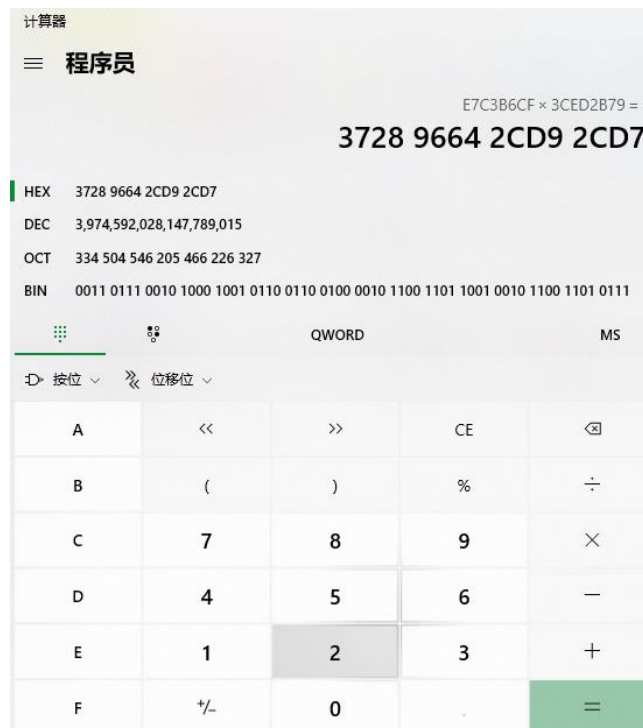 计算器
程序员
E7C3B6CF × 3CED2B79 =
3728 9664 2CD9 2CD7
HEX 3728 9664 2CD9 2CD7
DEC 3,974,592,028,147,789,015
OCT 334 504 546 205 466 226 327
BIN 0011 0111 0010 1000 1001 0110 0110 0100 0010 1100 1101 1001 0010 1100 1101 0111
QWORD MS
按位 位移位
A << >> CE
B ( ) % ÷
C 7 8 9 ×
D 4 5 6 −
E 1 2 3 +
F +/− 0 . =